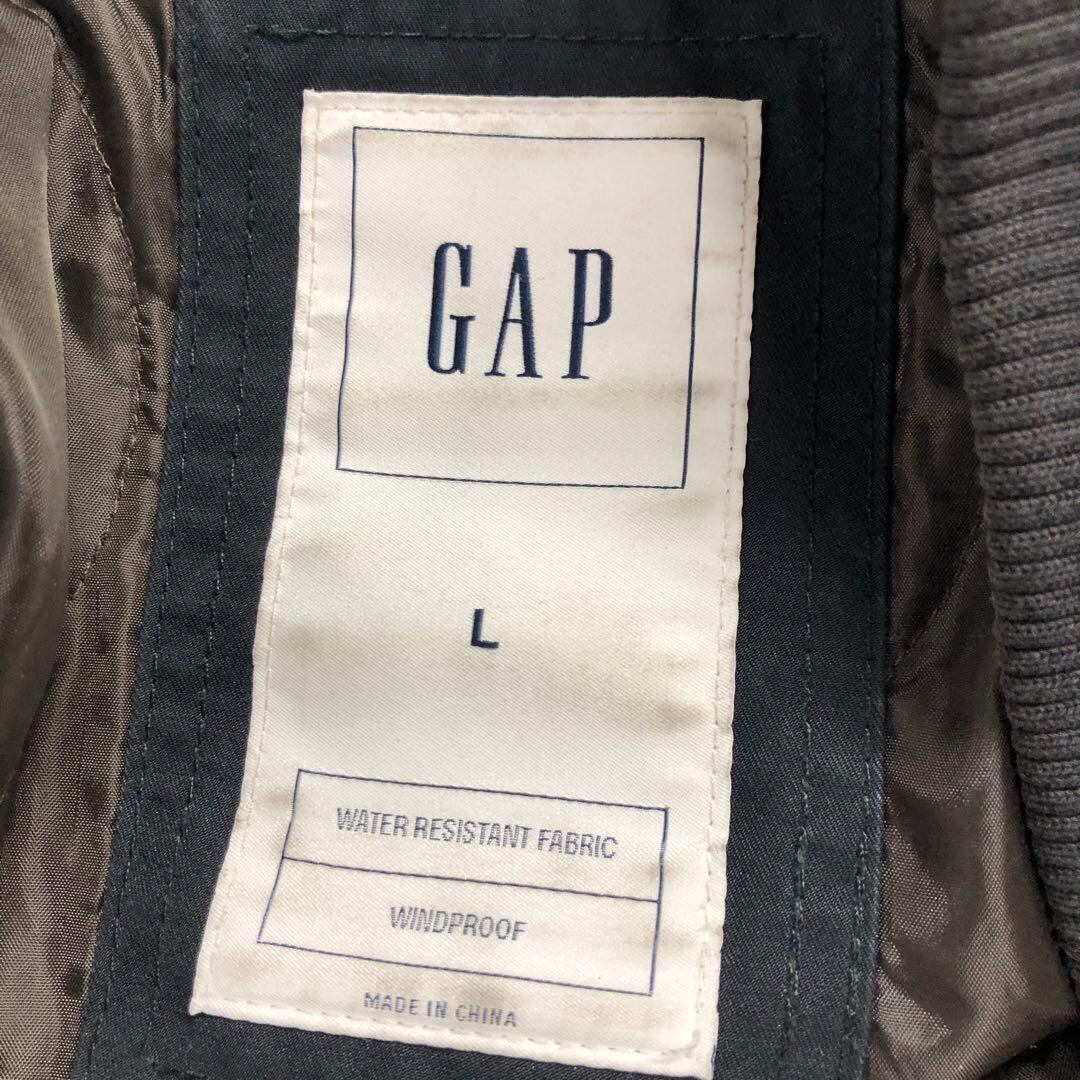 GAP
L
WATER RESISTANT FABRIC
WINDPROOF
MADE IN CHINA